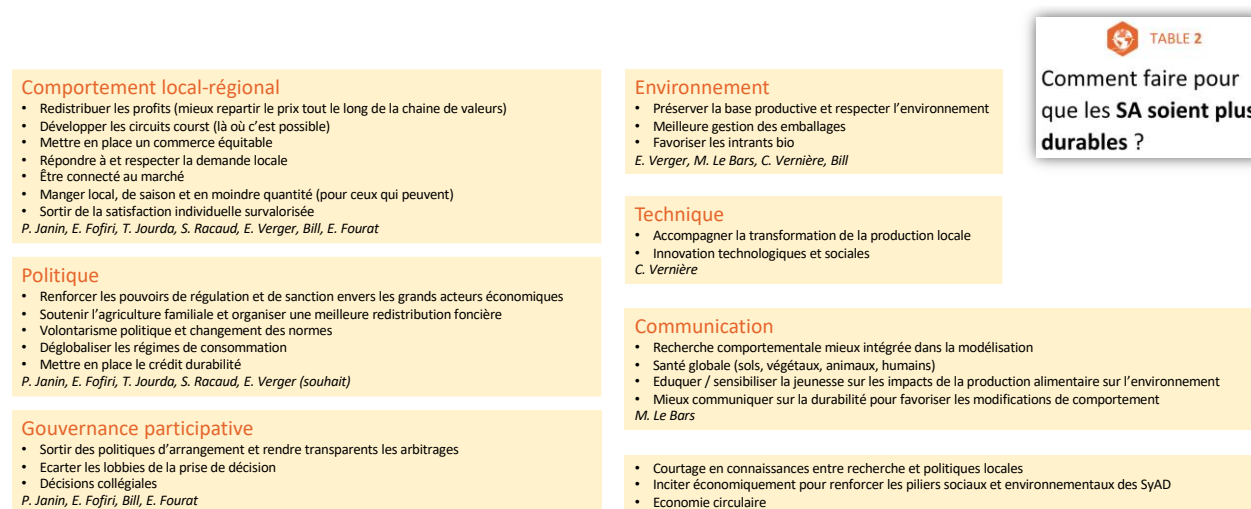 TABLE 2
Comment faire pour
que les SA soient plus
durables ?
Comportement local-régional
• Redistribuer les profits (mieux repartir le prix tout le long de la chaine de valeurs)
• Développer les circuits courst (là où c'est possible)
• Mettre en place un commerce équitable
• Répondre à et respecter la demande locale
• Être connecté au marché
• Manger local, de saison et en moindre quantité (pour ceux qui peuvent)
• Sortir de la satisfaction individuelle survalorisée
P. Janin, E. Fofiri, T. Jourda, S. Racaud, E. Verger, Bill, E. Fourat
Politique
• Renforcer les pouvoirs de régulation et de sanction envers les grands acteurs économiques
• Soutenir l'agriculture familiale et organiser une meilleure redistribution foncière
• Volontarisme politique et changement des normes
• Déglobaliser les régimes de consommation
• Mettre en place le crédit durabilité
P. Janin, E. Fofiri, T. Jourda, S. Racaud, E. Verger (souhait)
Gouvernance participative
• Sortir des politiques d'arrangement et rendre transparents les arbitrages
• Ecarter les lobbies de la prise de décision
• Décisions collégiales
P. Janin, E. Fofiri, Bill, E. Fourat
Environnement
• Préserver la base productive et respecter l'environnement
• Meilleure gestion des emballages
• Favoriser les intrants bio
E. Verger, M. Le Bars, C. Vernière, Bill
Technique
• Accompagner la transformation de la production locale
• Innovation technologiques et sociales
C. Vernière
Communication
• Recherche comportementale mieux intégrée dans la modélisation
• Santé globale (sols, végétaux, animaux, humains)
• Eduquer / sensibiliser la jeunesse sur les impacts de la production alimentaire sur l'environnement
• Mieux communiquer sur la durabilité pour favoriser les modifications de comportement
M. Le Bars
• Courtage en connaissances entre recherche et politiques locales
• Inciter économiquement pour renforcer les piliers sociaux et environnementaux des SyAD
• Economie circulaire